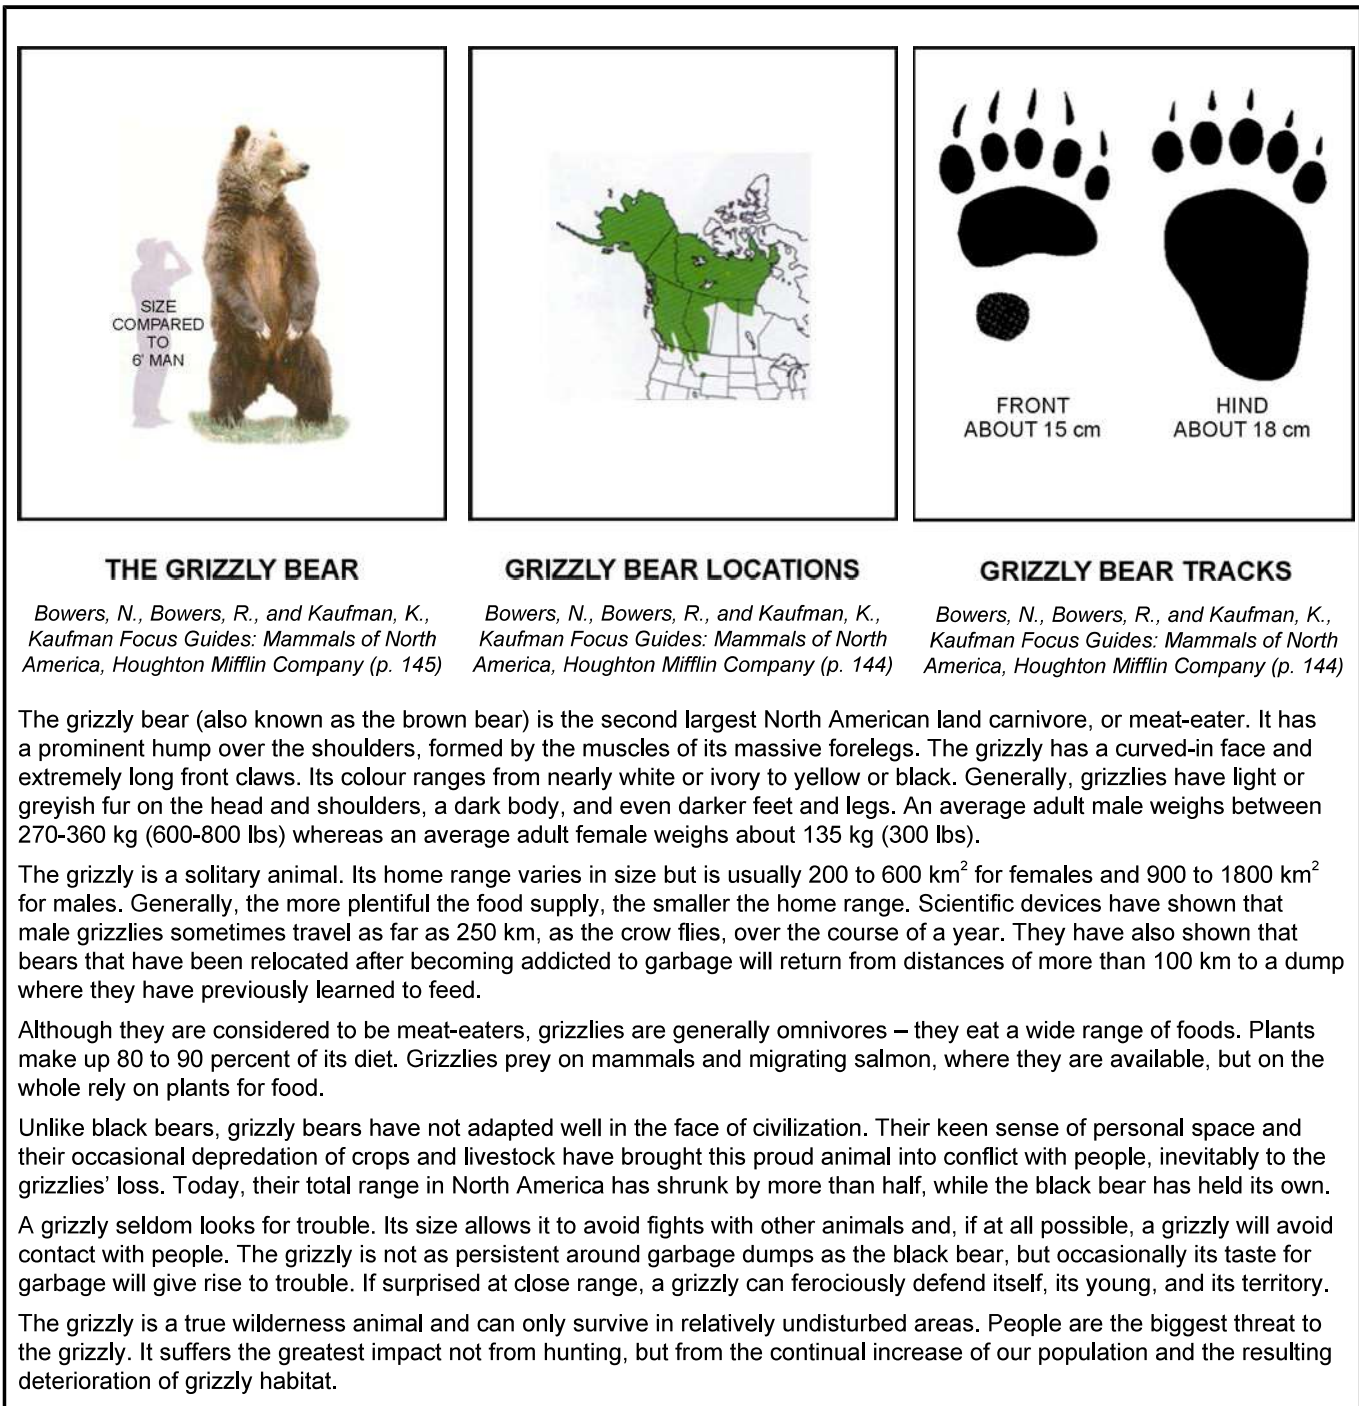 SIZE
COMPARED
TO
6' MAN
FRONT
ABOUT 15 cm
HIND
ABOUT 18 cm
THE GRIZZLY BEAR
Bowers, N., Bowers, R., and Kaufman, K.,
Kaufman Focus Guides: Mammals of North
America, Houghton Mifflin Company (p. 145)
GRIZZLY BEAR LOCATIONS
Bowers, N., Bowers, R., and Kaufman, K.,
Kaufman Focus Guides: Mammals of North
America, Houghton Mifflin Company (p. 144)
GRIZZLY BEAR TRACKS
Bowers, N., Bowers, R., and Kaufman, K.,
Kaufman Focus Guides: Mammals of North
America, Houghton Mifflin Company (p. 144)
The grizzly bear (also known as the brown bear) is the second largest North American land carnivore, or meat-eater. It has
a prominent hump over the shoulders, formed by the muscles of its massive forelegs. The grizzly has a curved-in face and
extremely long front claws. Its colour ranges from nearly white or ivory to yellow or black. Generally, grizzlies have light or
greyish fur on the head and shoulders, a dark body, and even darker feet and legs. An average adult male weighs between
270-360 kg (600-800 lbs) whereas an average adult female weighs about 135 kg (300 lbs).
The grizzly is a solitary animal. Its home range varies in size but is usually 200 to 600 km² for females and 900 to 1800 km²
for males. Generally, the more plentiful the food supply, the smaller the home range. Scientific devices have shown that
male grizzlies sometimes travel as far as 250 km, as the crow flies, over the course of a year. They have also shown that
bears that have been relocated after becoming addicted to garbage will return from distances of more than 100 km to a dump
where they have previously learned to feed.
Although they are considered to be meat-eaters, grizzlies are generally omnivores – they eat a wide range of foods. Plants
make up 80 to 90 percent of its diet. Grizzlies prey on mammals and migrating salmon, where they are available, but on the
whole rely on plants for food.
Unlike black bears, grizzly bears have not adapted well in the face of civilization. Their keen sense of personal space and
their occasional depredation of crops and livestock have brought this proud animal into conflict with people, inevitably to the
grizzlies' loss. Today, their total range in North America has shrunk by more than half, while the black bear has held its own.
A grizzly seldom looks for trouble. Its size allows it to avoid fights with other animals and, if at all possible, a grizzly will avoid
contact with people. The grizzly is not as persistent around garbage dumps as the black bear, but occasionally its taste for
garbage will give rise to trouble. If surprised at close range, a grizzly can ferociously defend itself, its young, and its territory.
The grizzly is a true wilderness animal and can only survive in relatively undisturbed areas. People are the biggest threat to
the grizzly. It suffers the greatest impact not from hunting, but from the continual increase of our population and the resulting
deterioration of grizzly habitat.